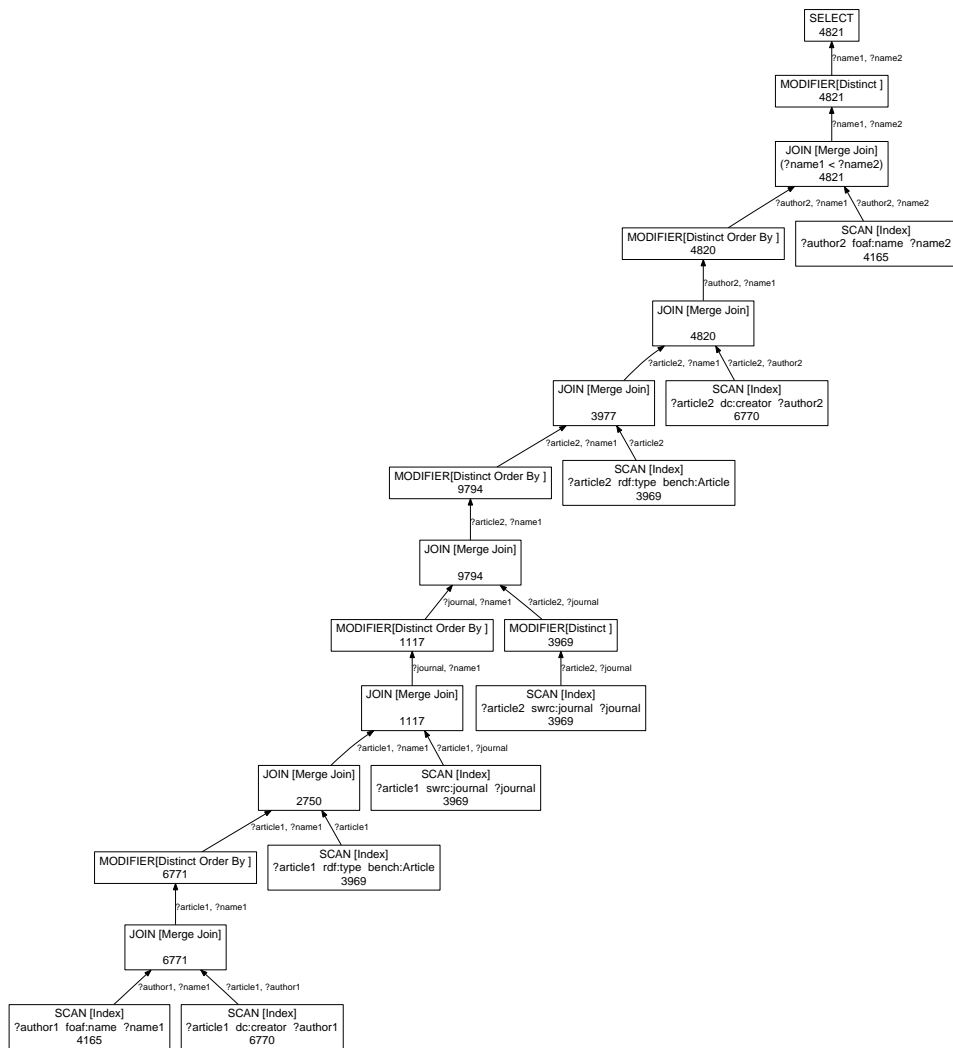 SELECT
4821
?name1, ?name2
MODIFIER[Distinct ]
4821
?name1, ?name2
JOIN [Merge Join]
(?name1 < ?name2)
4821
?author2, ?name1
?author2, ?name2
MODIFIER[Distinct Order By ]
4820
SCAN [Index]
?author2 foaf:name ?name2
4165
?author2, ?name1
JOIN [Merge Join]
4820
?article2, ?name1
?article2, ?author2
JOIN [Merge Join]
3977
SCAN [Index]
?article2 dc:creator ?author2
6770
?article2, ?name1
?article2
MODIFIER[Distinct Order By ]
9794
SCAN [Index]
?article2 rdf:type bench:Article
3969
?article2, ?name1
JOIN [Merge Join]
9794
?journal, ?name1
?article2, ?journal
MODIFIER[Distinct Order By ]
1117
MODIFIER[Distinct ]
3969
?journal, ?name1
?article2, ?journal
JOIN [Merge Join]
1117
SCAN [Index]
?article2 swrc:journal ?journal
3969
?article1, ?name1
?article1, ?journal
JOIN [Merge Join]
2750
SCAN [Index]
?article1 swrc:journal ?journal
3969
?article1, ?name1
?article1
MODIFIER[Distinct Order By ]
6771
SCAN [Index]
?article1 rdf:type bench:Article
3969
?article1, ?name1
JOIN [Merge Join]
6771
?author1, ?name1
?article1, ?author1
SCAN [Index]
?author1 foaf:name ?name1
4165
SCAN [Index]
?article1 dc:creator ?author1
6770